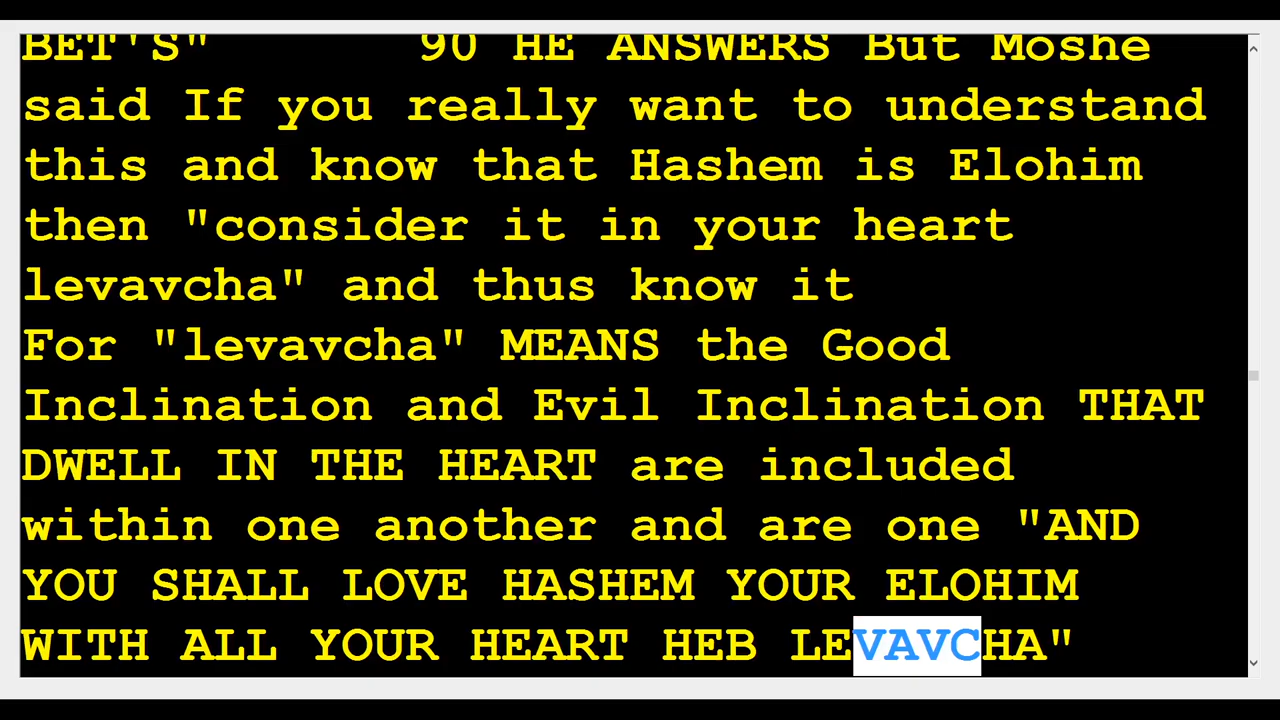 BET'S" 90 HE ANSWERS But Moshe
said If you really want to understand
this and know that Hashem is Elohim
then "consider it in your heart
levavcha" and thus know it
For "levavcha" MEANS the Good
Inclination and Evil Inclination THAT
DWELL IN THE HEART are included
within one another and are one "AND
YOU SHALL LOVE HASHEM YOUR ELOHIM
WITH ALL YOUR HEART HEB LEVAVCHA"